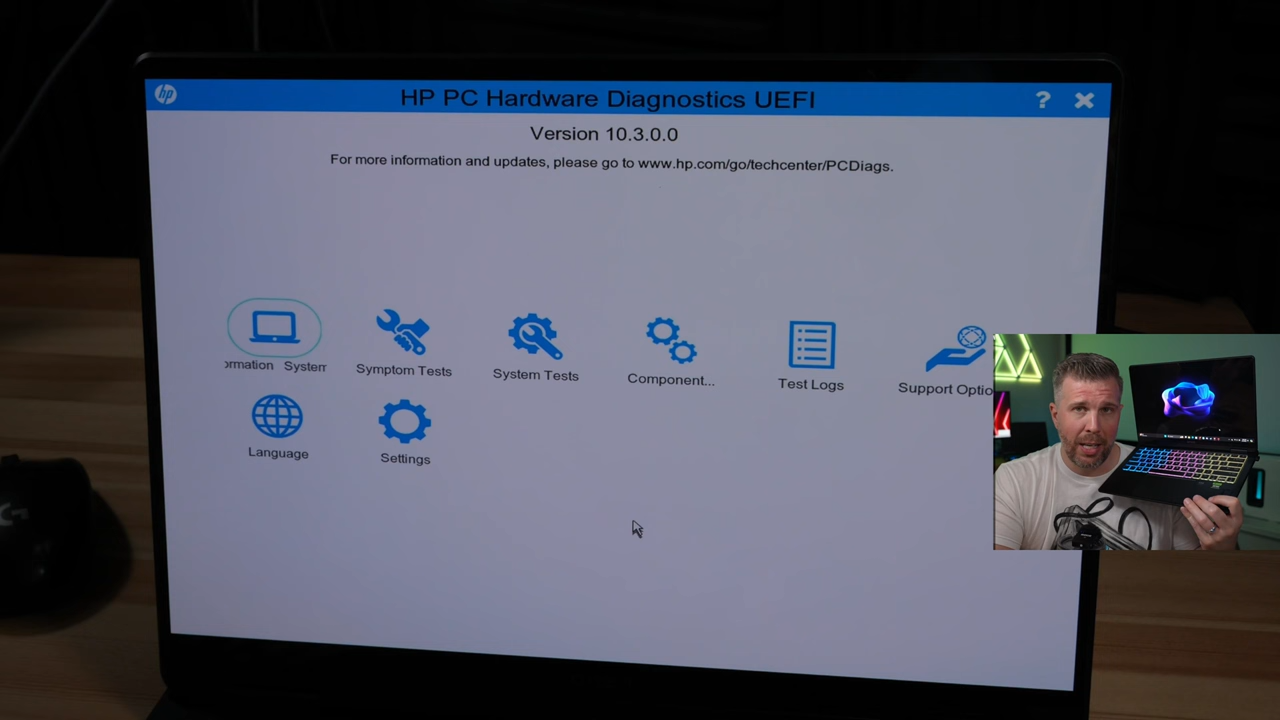 hp
HP PC Hardware Diagnostics UEFI
? ×
Version 10.3.0.0
For more information and updates, please go to www.hp.com/go/techcenter/PCDiags.
ormation System
Symptom Tests
System Tests
Component...
Test Logs
Support Optio
Language
Settings
G